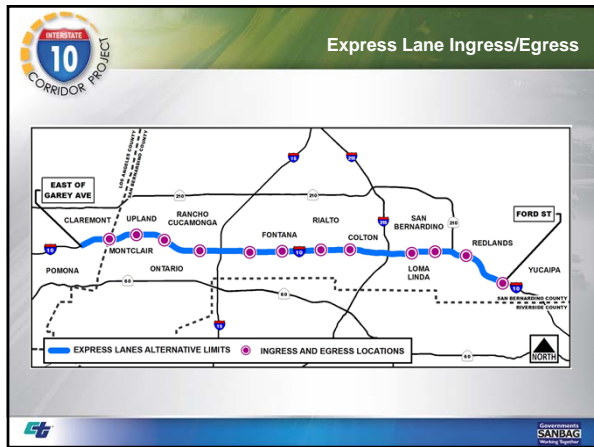 INTERSTATE
10
CORRIDOR PROJECT
Express Lane Ingress/Egress
LOS ANGELES COUNTY
SAN BERNARDINO COUNTY
15
EAST OF
GAREY AVE
210
210
CLAREMONT
UPLAND
RANCHO
CUCAMONGA
RIALTO
SAN
BERNARDINO
210
FORD ST
10
MONTCLAIR
FONTANA
10
COLTON
REDLANDS
POMONA
ONTARIO
LOMA
LINDA
YUCAIPA
60
60
10
SAN BERNARDINO COUNTY
RIVERSIDE COUNTY
15
60
EXPRESS LANES ALTERNATIVE LIMITS
INGRESS AND EGRESS LOCATIONS
NORTH
Governments
SANBAG
Working Together